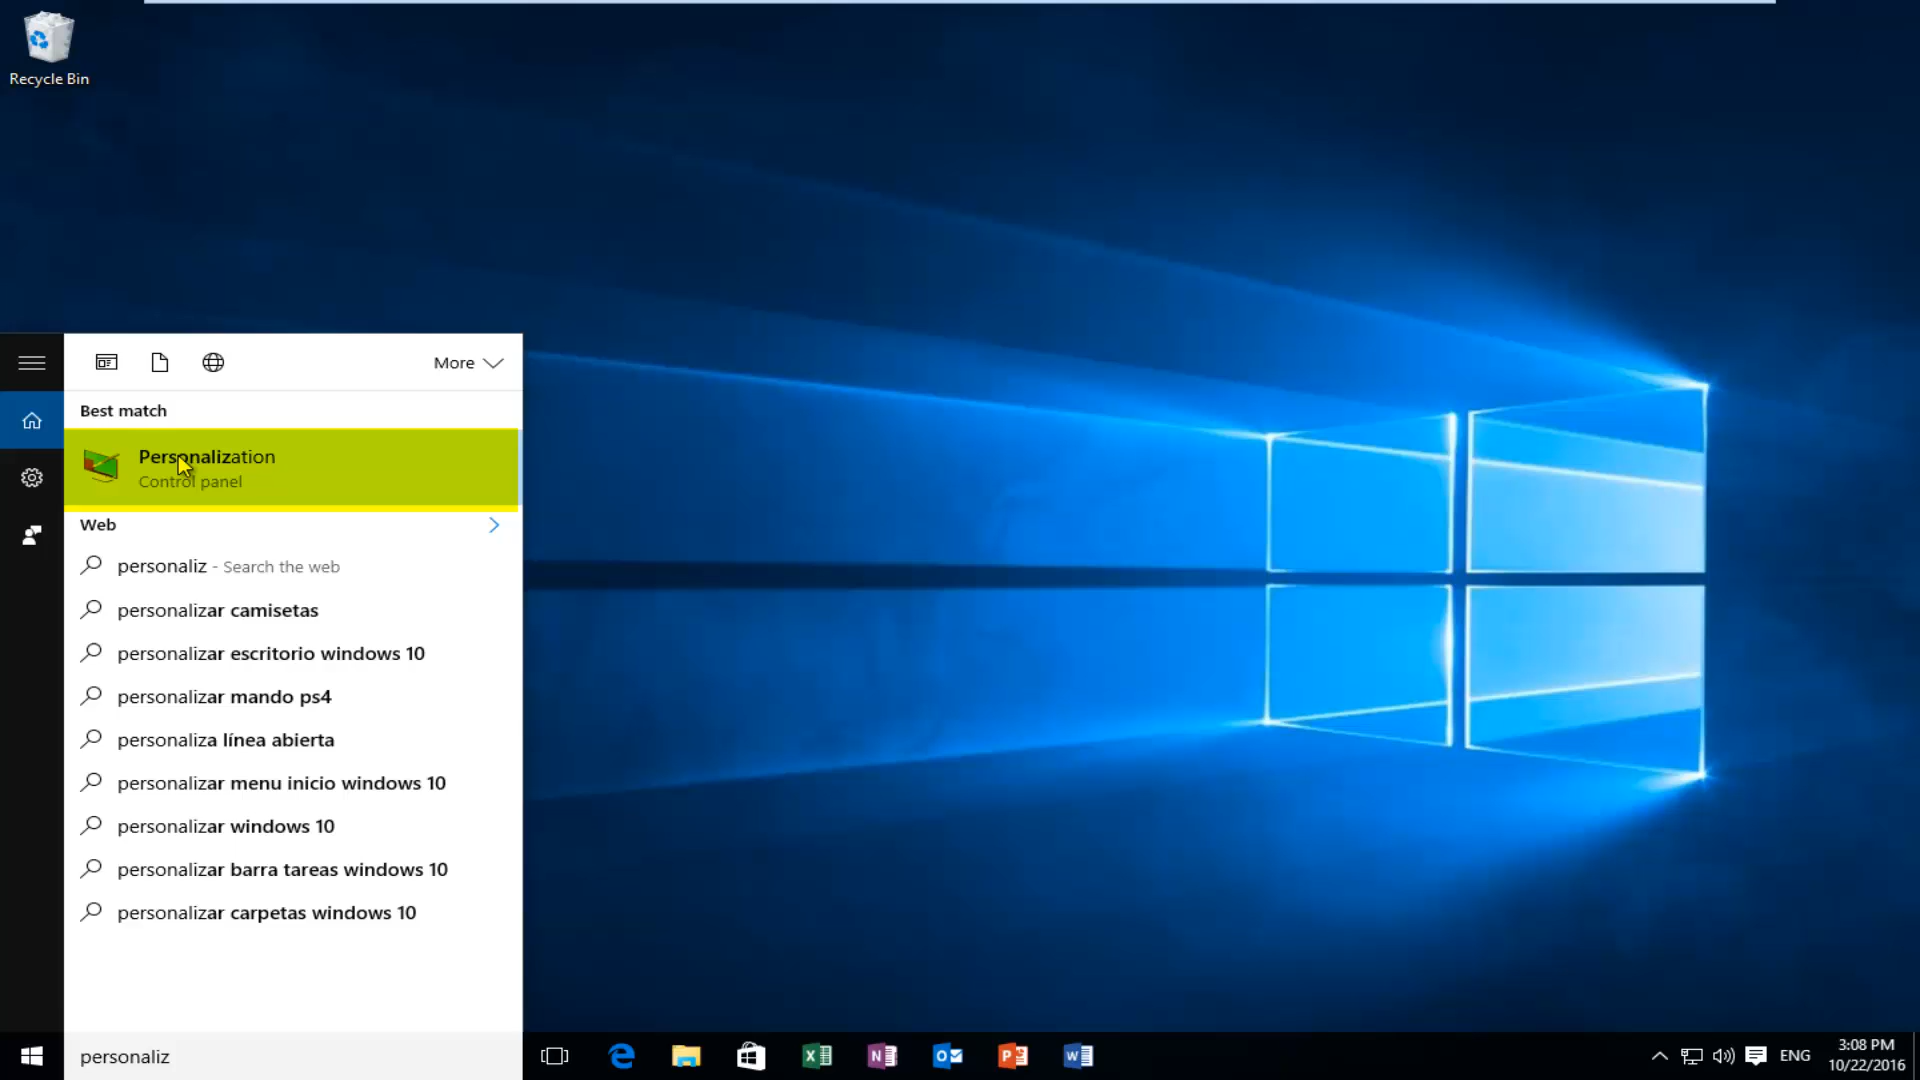 Recycle Bin
More
Best match
Personalization
Control panel
Web
personaliz - Search the web
personalizar camisetas
personalizar escritorio windows 10
personalizar mando ps4
personaliza línea abierta
personalizar menu inicio windows 10
personalizar windows 10
personalizar barra tareas windows 10
personalizar carpetas windows 10
personaliz
ENG
3:08 PM
10/22/2016